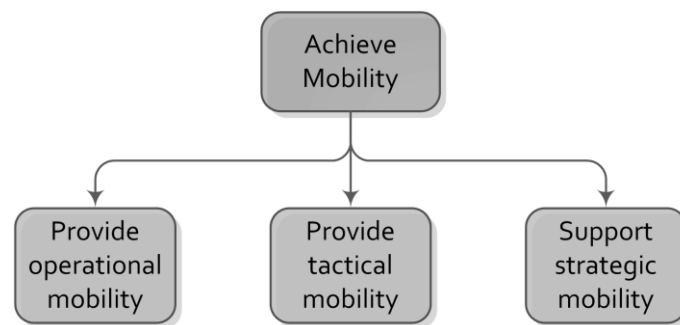 Achieve
Mobility
Provide
operational
mobility
Provide
tactical
mobility
Support
strategic
mobility